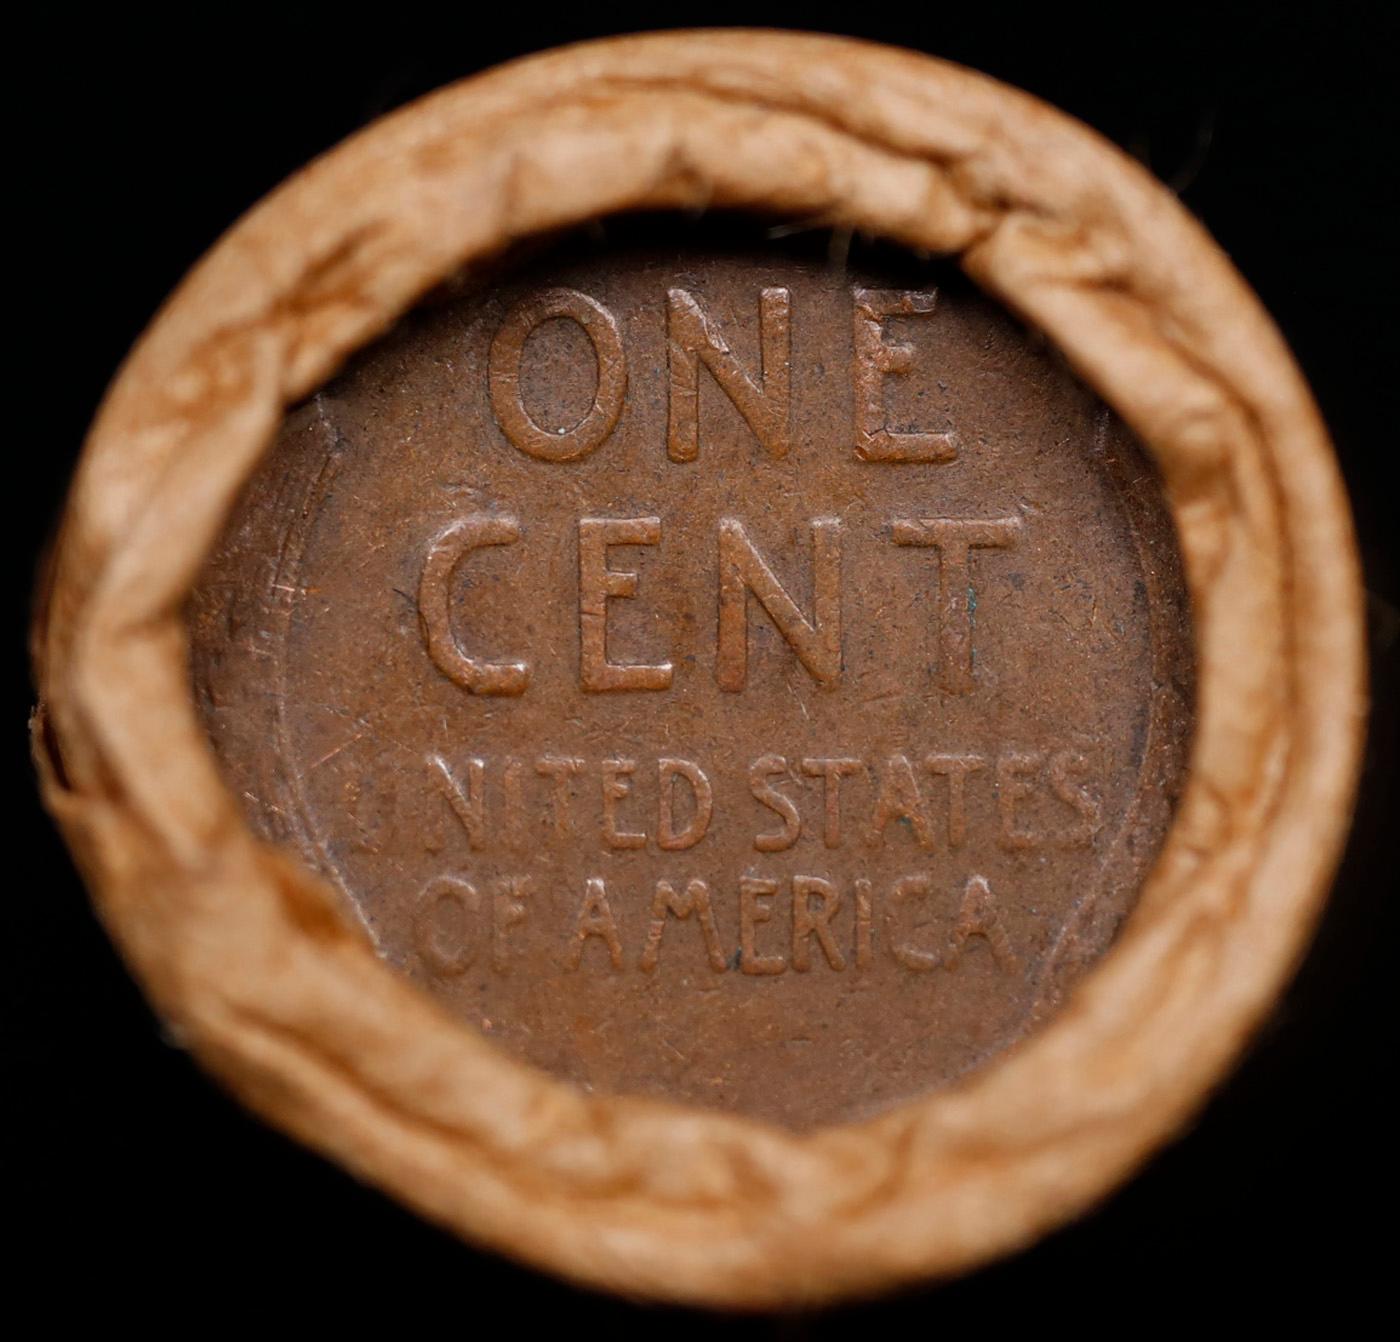 ONE
CENT
UNITED STATES
OF AMERICA